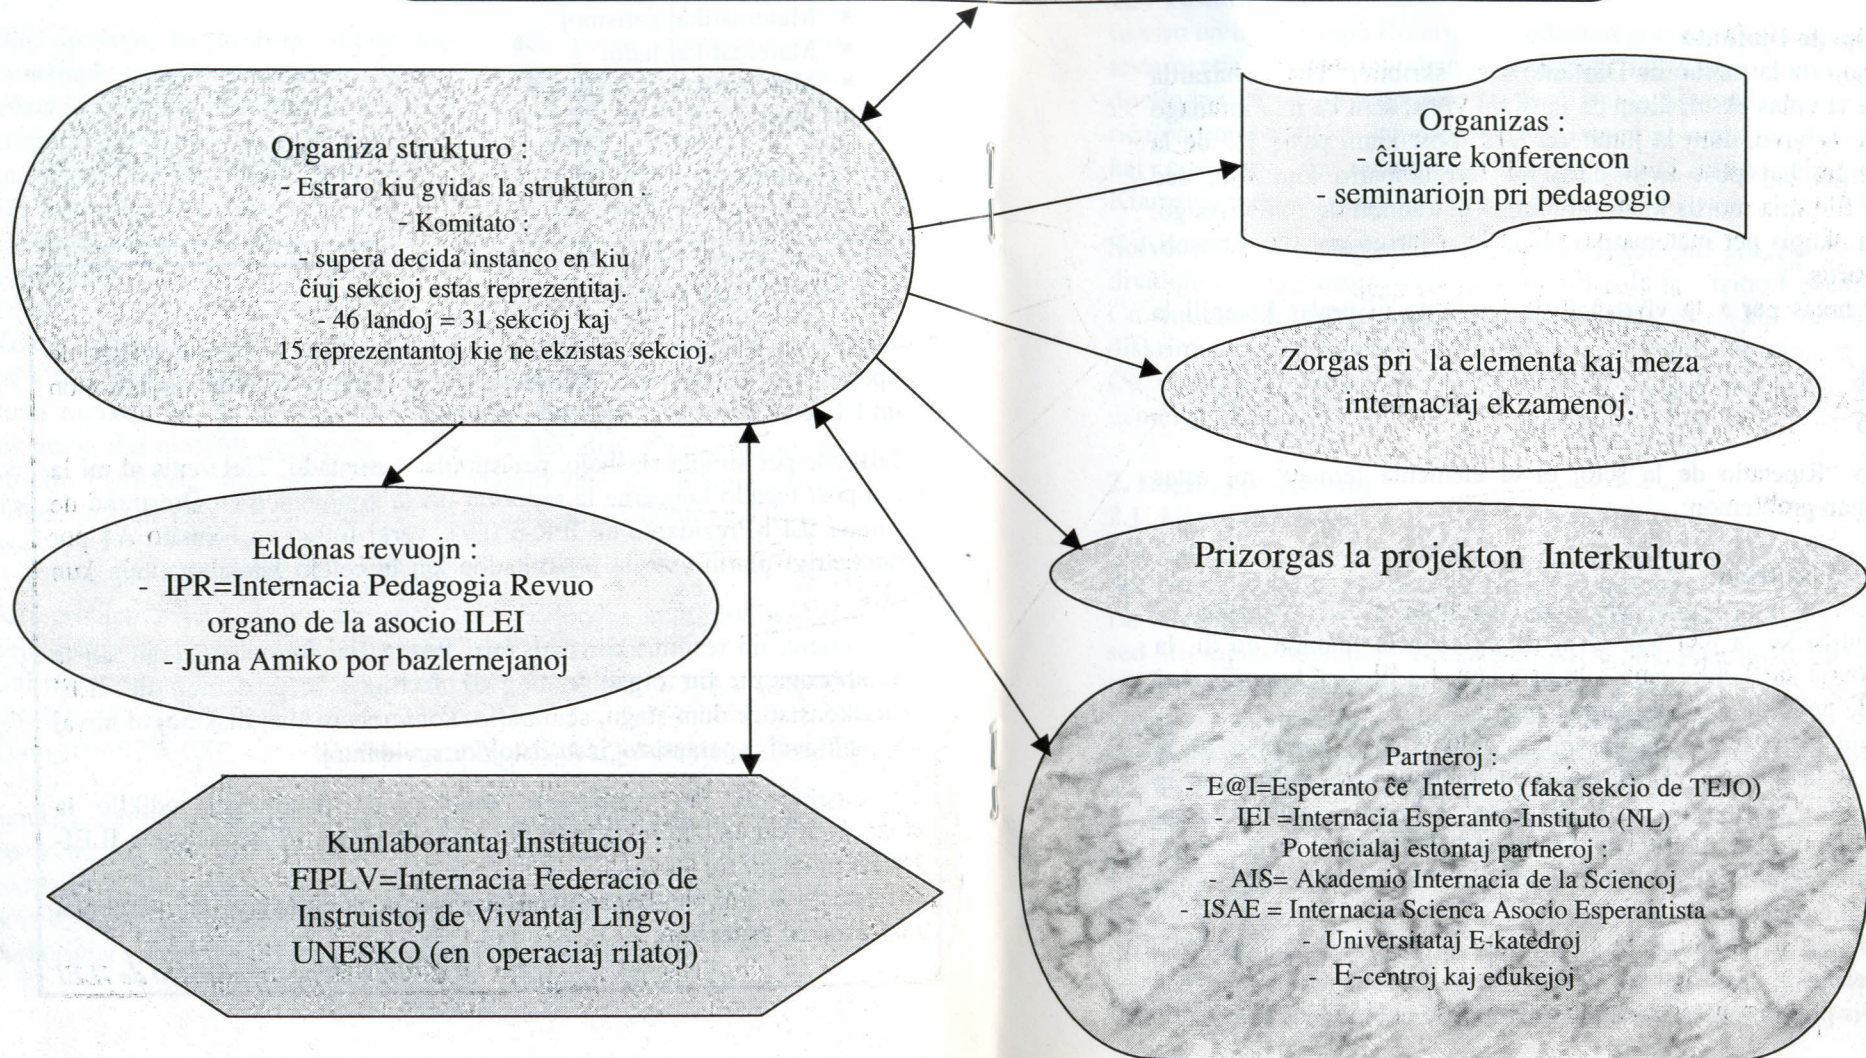 Organiza strukturo :
- Estraro kiu gvidas la strukturon .
- Komitato :
- supera decida instanco en kiu
ĉiuj sekcioj estas reprezentitaj.
- 46 landoj = 31 sekcioj kaj
15 reprezentantoj kie ne ekzistas sekcioj.
Organizas :
- ĉiujare konferencon
- seminariojn pri pedagogio
Zorgas pri la elementa kaj meza
internaciaj ekzamenoj.
Prizorgas la projekton Interkulturo
Eldonas revuojn :
- IPR=Internacia Pedagogia Revuo
organo de la asocio ILEI
- Juna Amiko por bazlernejanoj
Kunlaborantaj Institucioj :
FIPLV=Internacia Federacio de
Instruistoj de Vivantaj Lingvoj
UNESKO (en operaciaj rilatoj)
Partneroj :
- E@I=Esperanto ĉe Interreto (faka sekcio de TEJO)
- IEI =Internacia Esperanto-Instituto (NL)
Potencialaj estontaj partneroj :
- AIS= Akademio Internacia de la Sciencoj
- ISAE = Internacia Scienca Asocio Esperantista
- Universitataj E-katedroj
- E-centroj kaj edukejoj